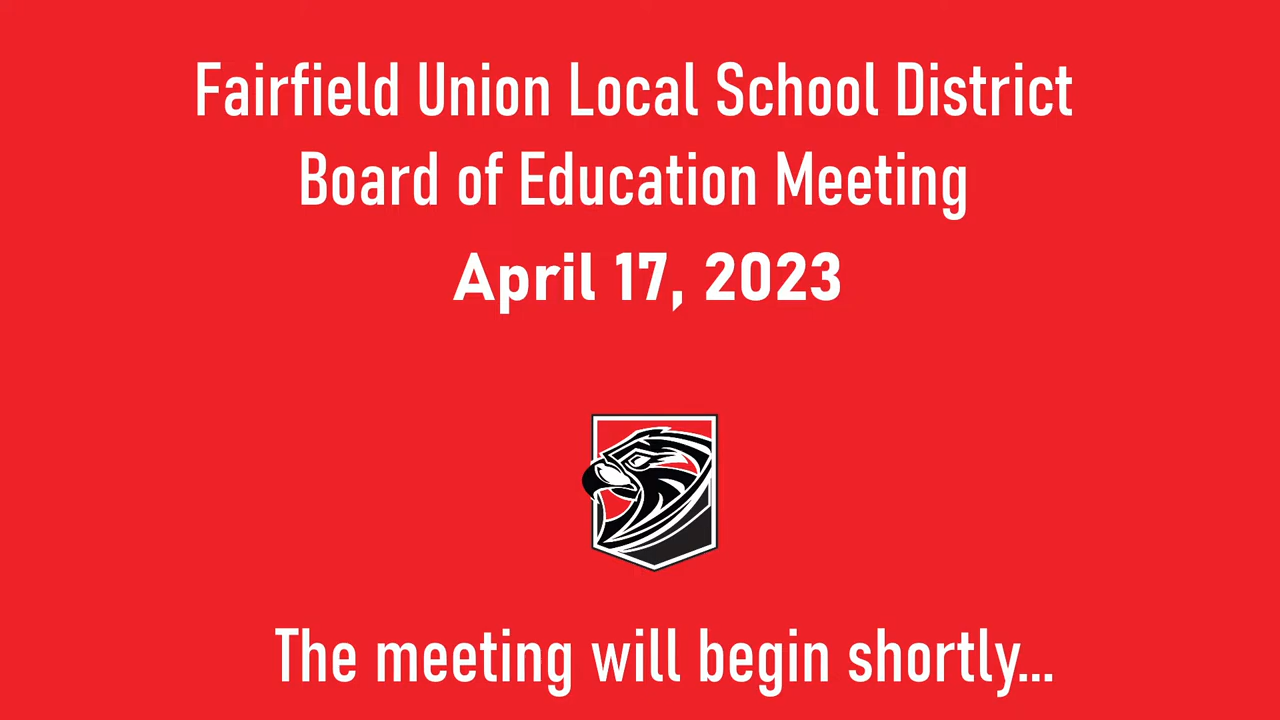 Fairfield Union Local School District
Board of Education Meeting
April 17, 2023
The meeting will begin shortly...